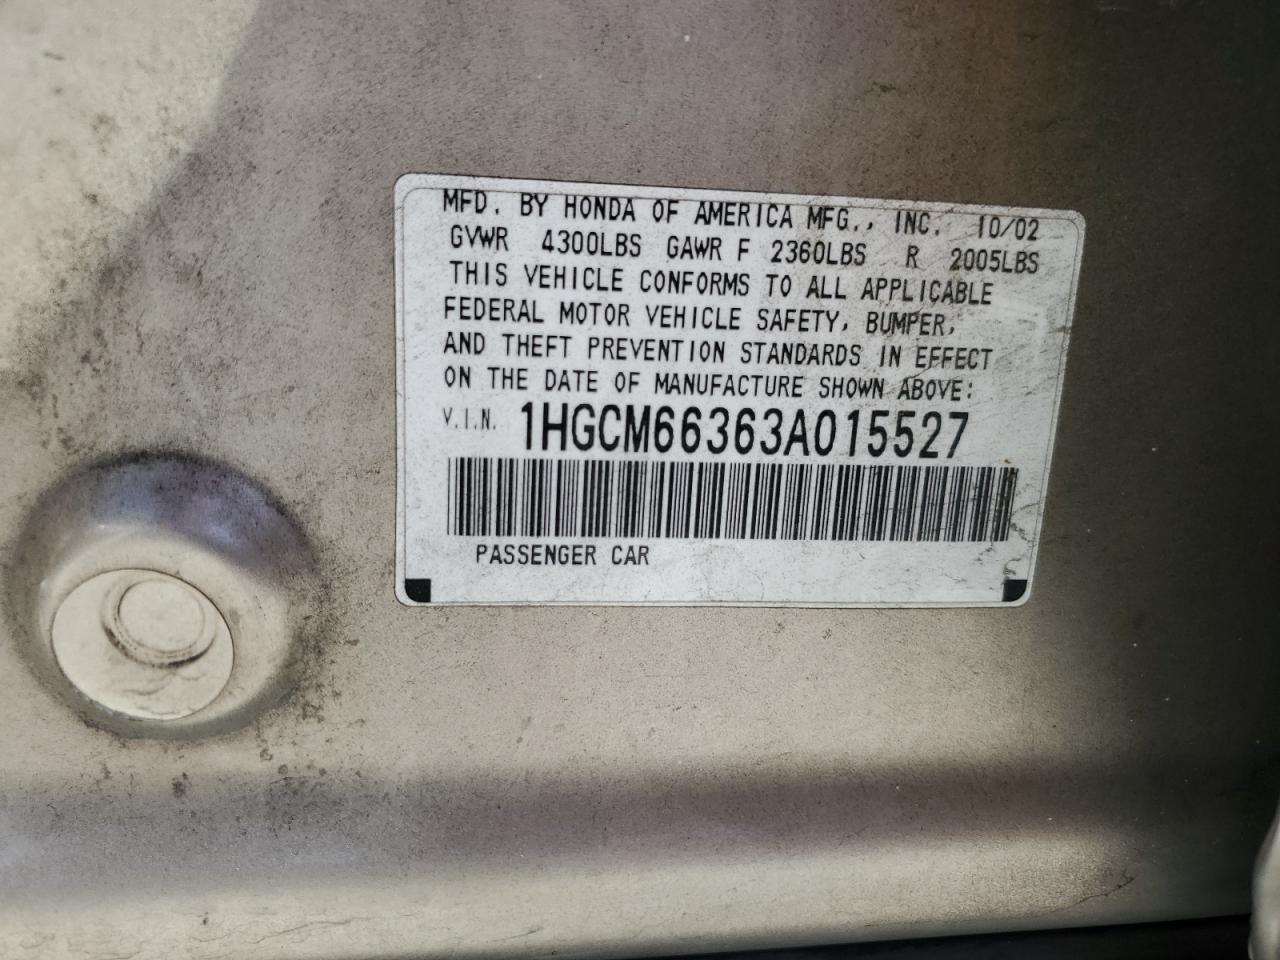 MFD. BY HONDA OF AMERICA MFG., INC. 10/02
GVWR 4300LBS GAWR F 2360LBS R 2005LBS
THIS VEHICLE CONFORMS TO ALL APPLICABLE
FEDERAL MOTOR VEHICLE SAFETY, BUMPER,
AND THEFT PREVENTION STANDARDS IN EFFECT
ON THE DATE OF MANUFACTURE SHOWN ABOVE:
V.I.N. 1HGCM66363A015527
PASSENGER CAR